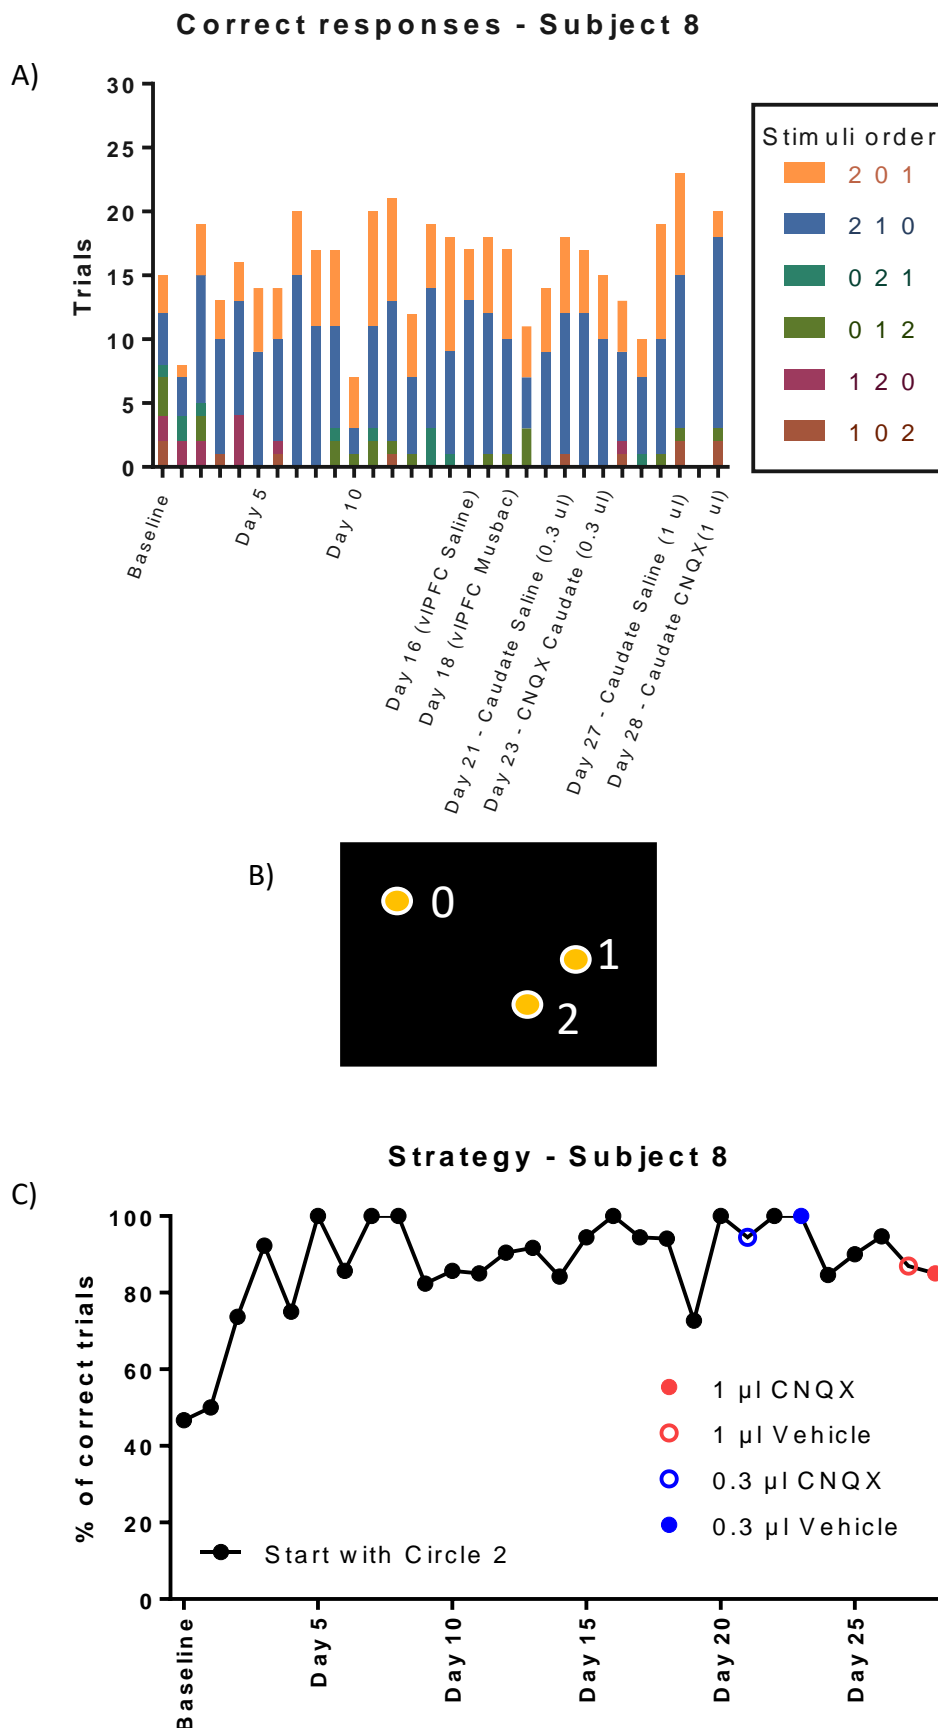 Correct responses - Subject 8
A)
30
25
20
15
10
5
0
Trials
Stimuli order
2 0 1
2 1 0
0 2 1
0 1 2
1 2 0
1 0 2
Baseline
Day 5
Day 10
Day 16 (vlPFC Saline)
Day 18 (vlPFC Musbac)
Day 21 - Caudate Saline (0.3 ul)
Day 23 - CNQX Caudate (0.3 ul)
Day 27 - Caudate Saline (1 ul)
Day 28 - Caudate CNQX(1 ul)
B)
0
1
2
Strategy - Subject 8
C)
100
80
60
40
20
0
% of correct trials
1 µl CNQX
1 µl Vehicle
0.3 µl CNQX
0.3 µl Vehicle
Start with Circle 2
Baseline
Day 5
Day 10
Day 15
Day 20
Day 25